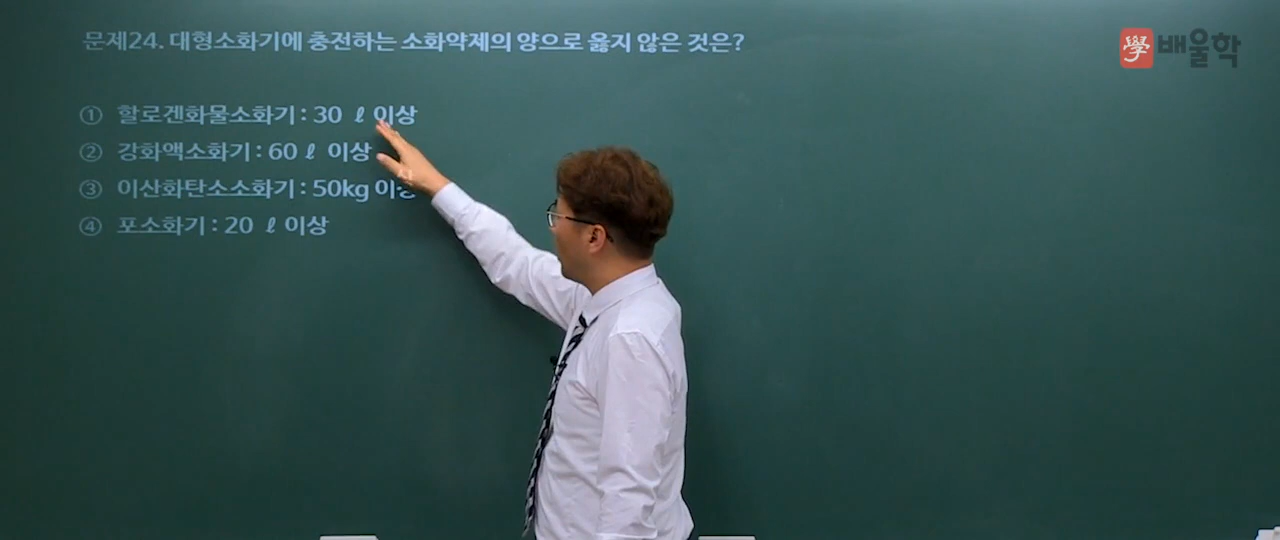 문제24. 대형소화기에 충전하는 소화약제의 양으로 옳지 않은 것은?
學 배울학
① 할로겐화물소화기 : 30 ℓ 이상
② 강화액소화기 : 60 ℓ 이상
③ 이산화탄소소화기 : 50kg 이상
④ 포소화기 : 20 ℓ 이상